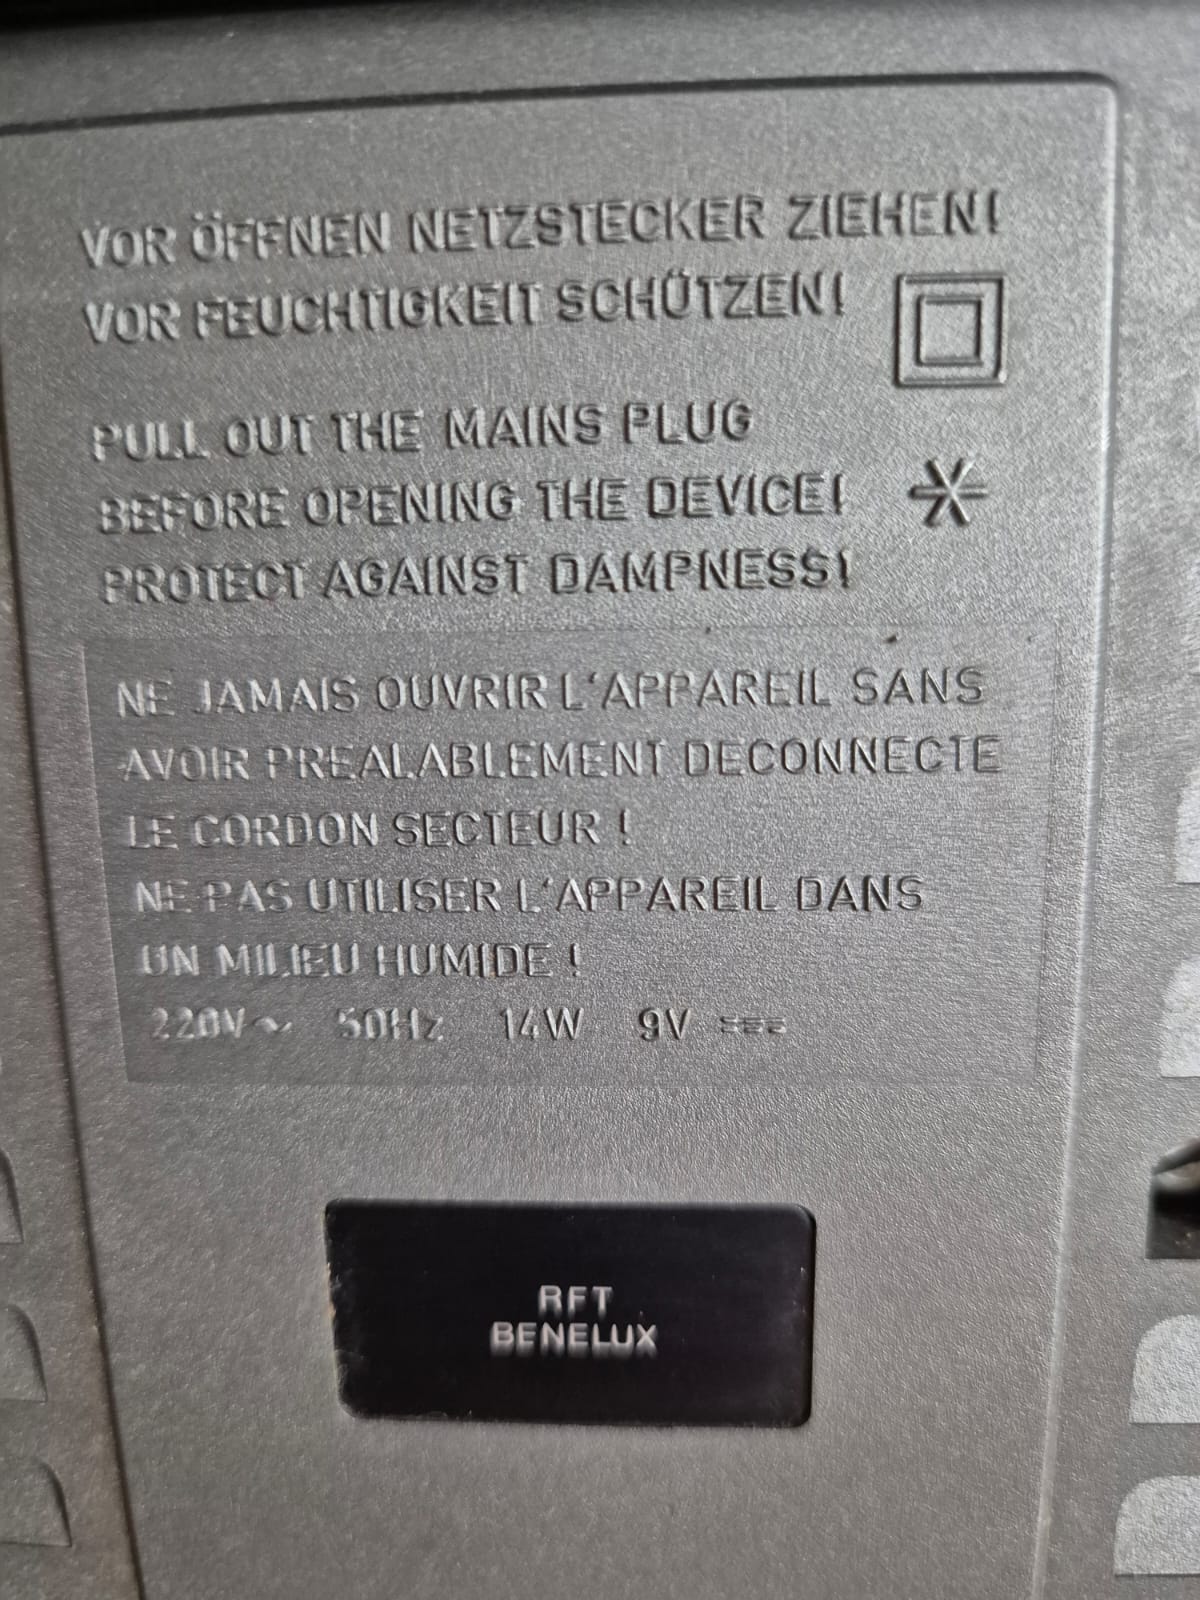 VOR ÖFFNEN NETZSTECKER ZIEHEN!
VOR FEUCHTIGKEIT SCHÜTZEN!
PULL OUT THE MAINS PLUG
BEFORE OPENING THE DEVICE!
PROTECT AGAINST DAMPNESS!
NE JAMAIS OUVRIR L'APPAREIL SANS
AVOIR PREALABLEMENT DECONNECTE
LE CORDON SECTEUR !
NE PAS UTILISER L'APPAREIL DANS
UN MILIEU HUMIDE !
220V~ 50Hz 14W 9V ⎓
RFT
BENELUX